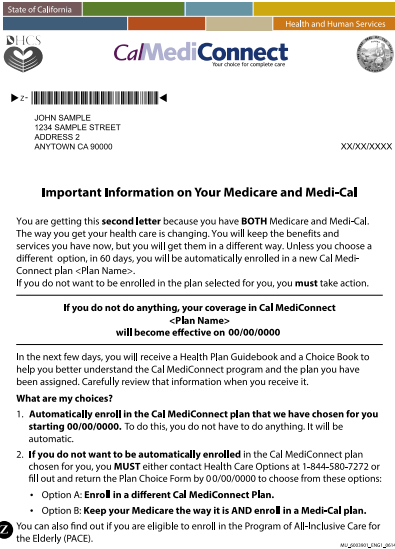 State of California
Health and Human Services
DHCS
CalMediConnect
Your choice for complete care
Z-
JOHN SAMPLE
1234 SAMPLE STREET
ADDRESS 2
ANYTOWN CA 90000
XX/XX/XXXX
Important Information on Your Medicare and Medi-Cal
You are getting this second letter because you have BOTH Medicare and Medi-Cal.
The way you get your health care is changing. You will keep the benefits and
services you have now, but you will get them in a different way. Unless you choose a
different option, in 60 days, you will be automatically enrolled in a new Cal Medi-
Connect plan <Plan Name>.
If you do not want to be enrolled in the plan selected for you, you must take action.
If you do not do anything, your coverage in Cal MediConnect
<Plan Name>
will become effective on 00/00/0000
In the next few days, you will receive a Health Plan Guidebook and a Choice Book to
help you better understand the Cal MediConnect program and the plan you have
been assigned. Carefully review that information when you receive it.
What are my choices?
1. Automatically enroll in the Cal MediConnect plan that we have chosen for you
starting 00/00/0000. To do this, you do not have to do anything. It will be
automatic.
2. If you do not want to be automatically enrolled in the Cal MediConnect plan
chosen for you, you MUST either contact Health Care Options at 1-844-580-7272 or
fill out and return the Plan Choice Form by 00/00/0000 to choose from these options:
• Option A: Enroll in a different Cal MediConnect Plan.
• Option B: Keep your Medicare the way it is AND enroll in a Medi-Cal plan.
Z
You can also find out if you are eligible to enroll in the Program of All-Inclusive Care for
the Elderly (PACE).